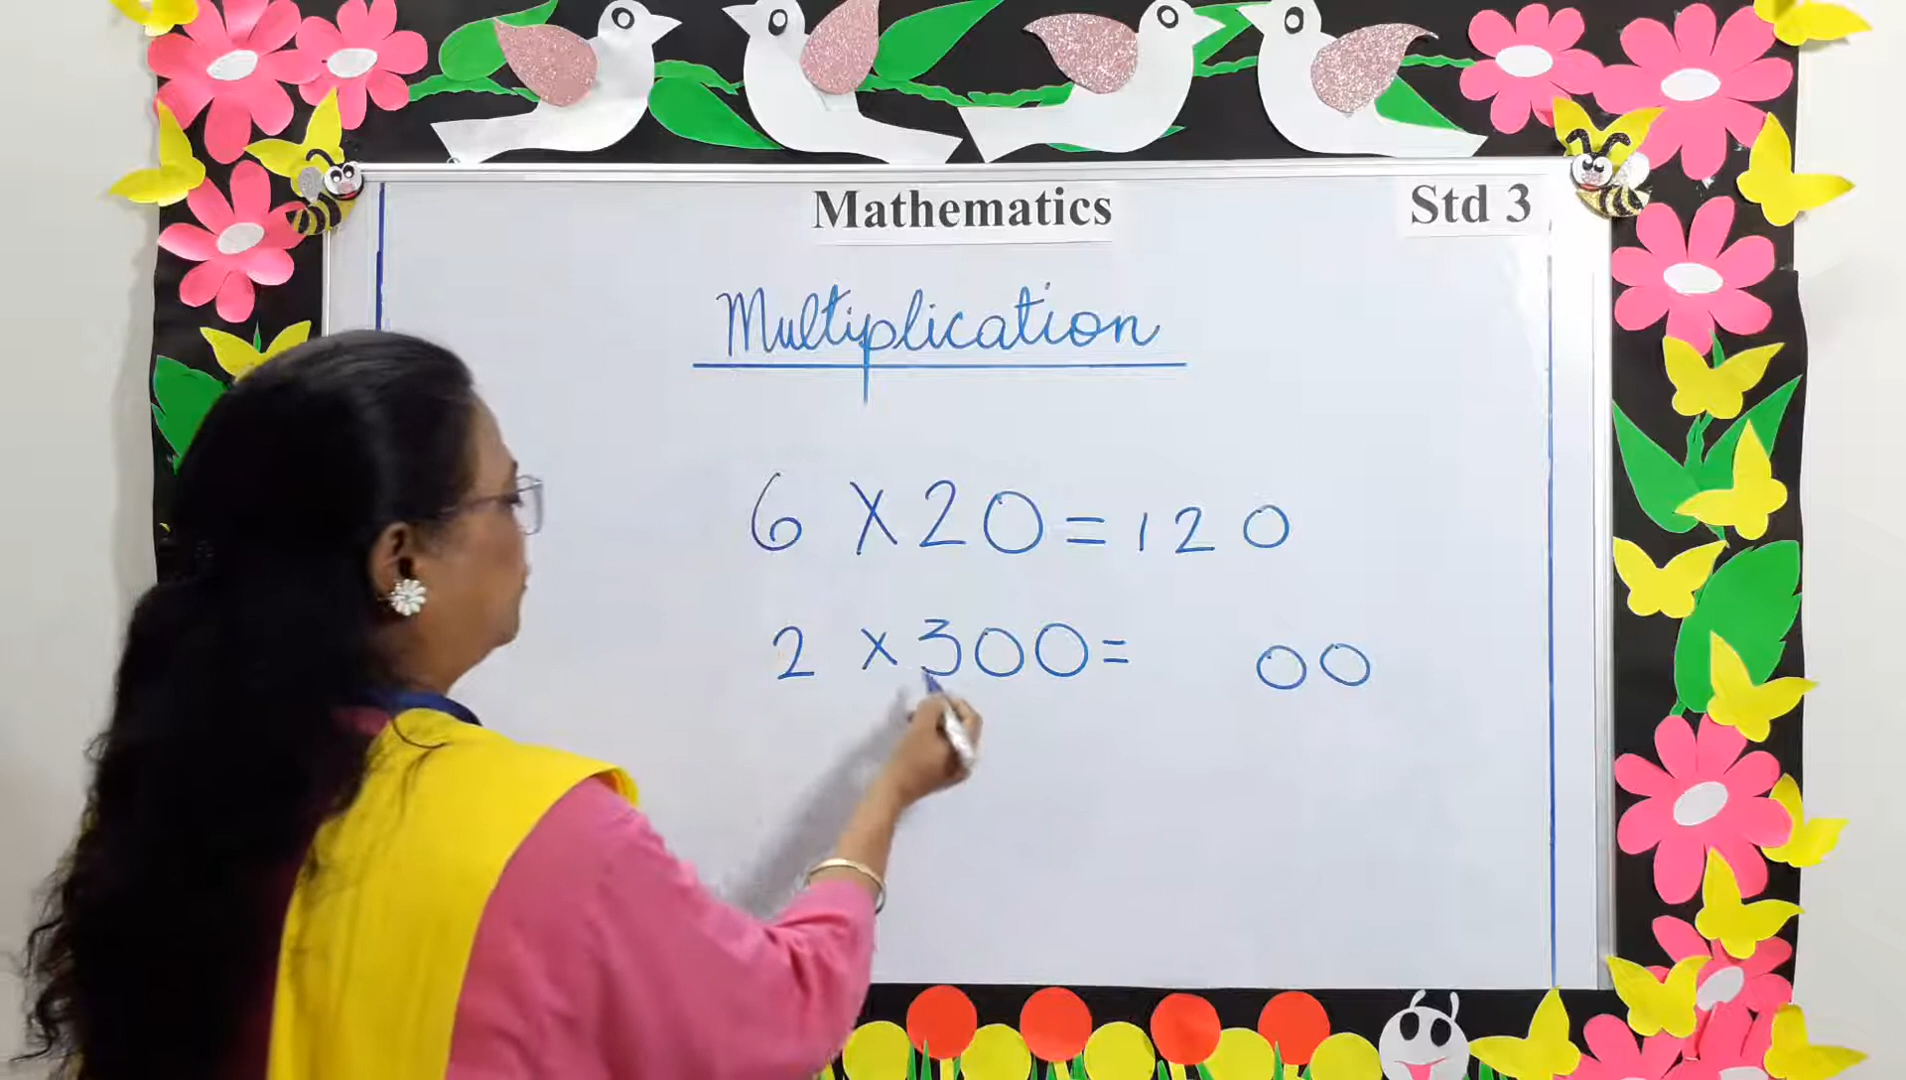 Mathematics Std 3
Multiplication
6 × 20 = 120
2 × 300 = 00